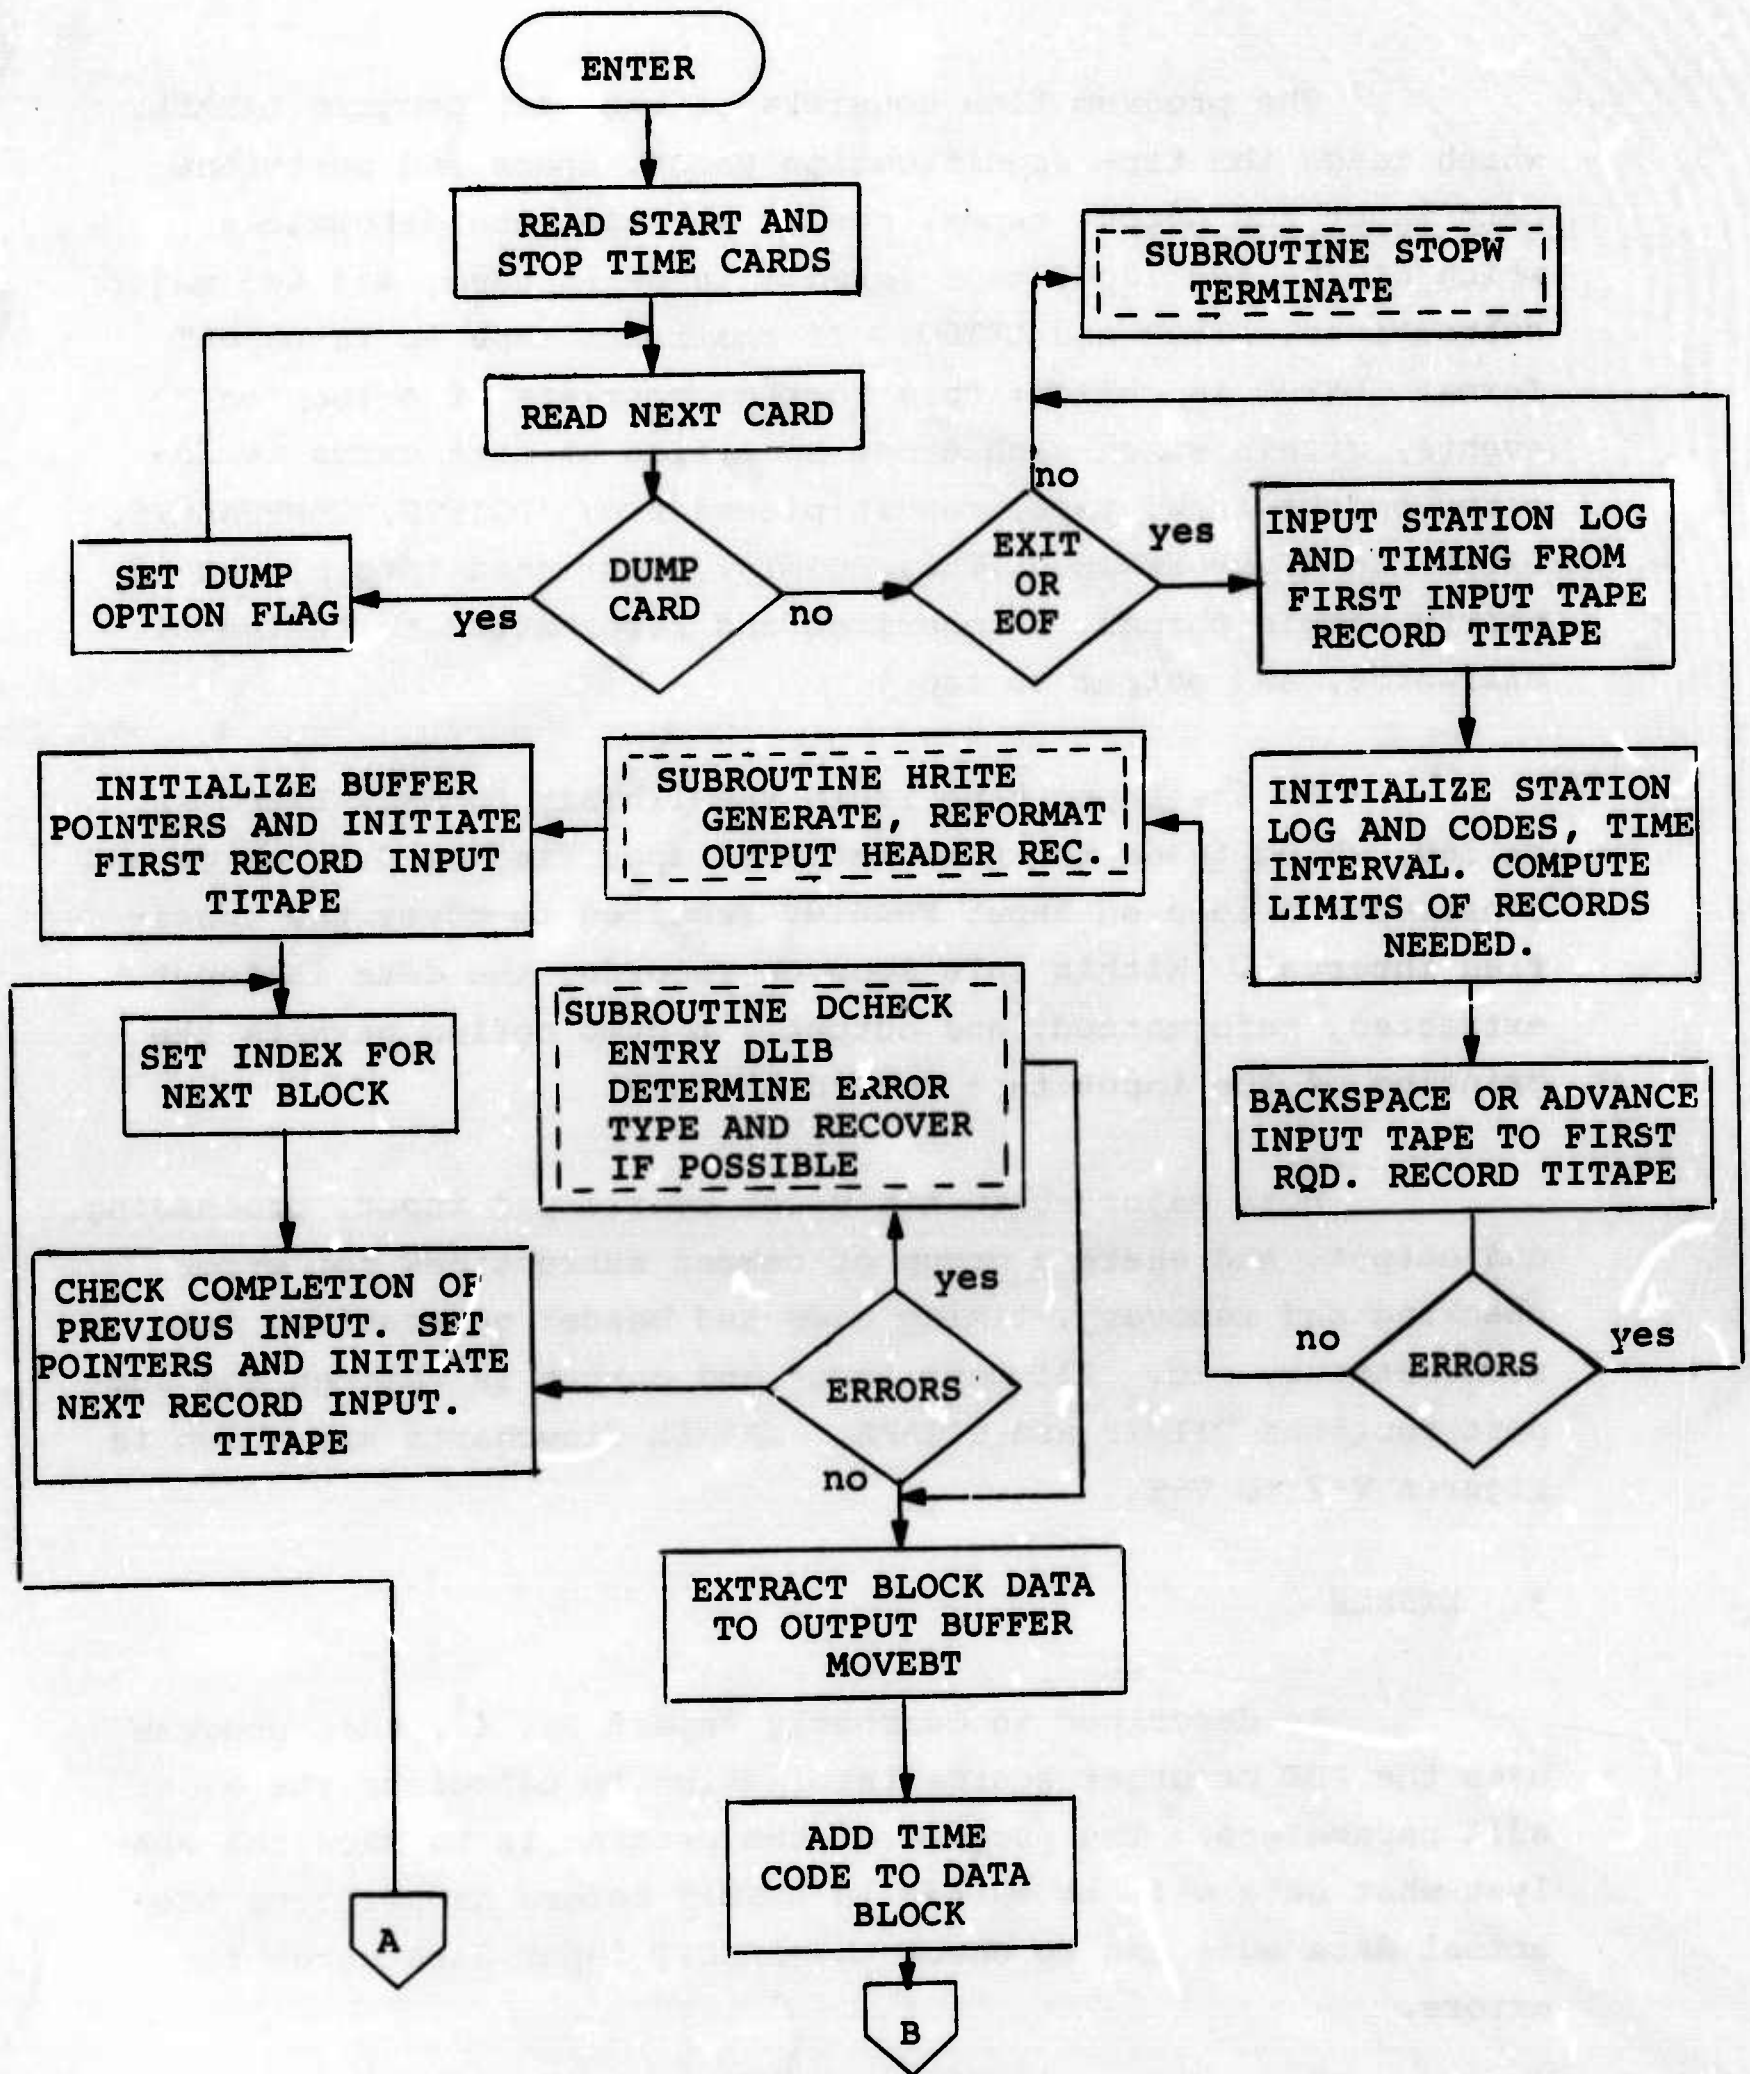 ENTER
READ START AND
STOP TIME CARDS
SUBROUTINE STOPW
TERMINATE
READ NEXT CARD
no
SET DUMP
OPTION FLAG
yes
DUMP
CARD
no
EXIT
OR
EOF
yes
INPUT STATION LOG
AND TIMING FROM
FIRST INPUT TAPE
RECORD TITAPE
INITIALIZE BUFFER
POINTERS AND INITIATE
FIRST RECORD INPUT
TITAPE
SUBROUTINE HRITE
GENERATE, REFORMAT
OUTPUT HEADER REC.
INITIALIZE STATION
LOG AND CODES, TIME
INTERVAL. COMPUTE
LIMITS OF RECORDS
NEEDED.
SET INDEX FOR
NEXT BLOCK
SUBROUTINE DCHECK
ENTRY DLIB
DETERMINE ERROR
TYPE AND RECOVER
IF POSSIBLE
BACKSPACE OR ADVANCE
INPUT TAPE TO FIRST
RQD. RECORD TITAPE
CHECK COMPLETION OF
PREVIOUS INPUT. SET
POINTERS AND INITIATE
NEXT RECORD INPUT.
TITAPE
yes
ERRORS
no
no
ERRORS
yes
EXTRACT BLOCK DATA
TO OUTPUT BUFFER
MOVEBT
ADD TIME
CODE TO DATA
BLOCK
A
B